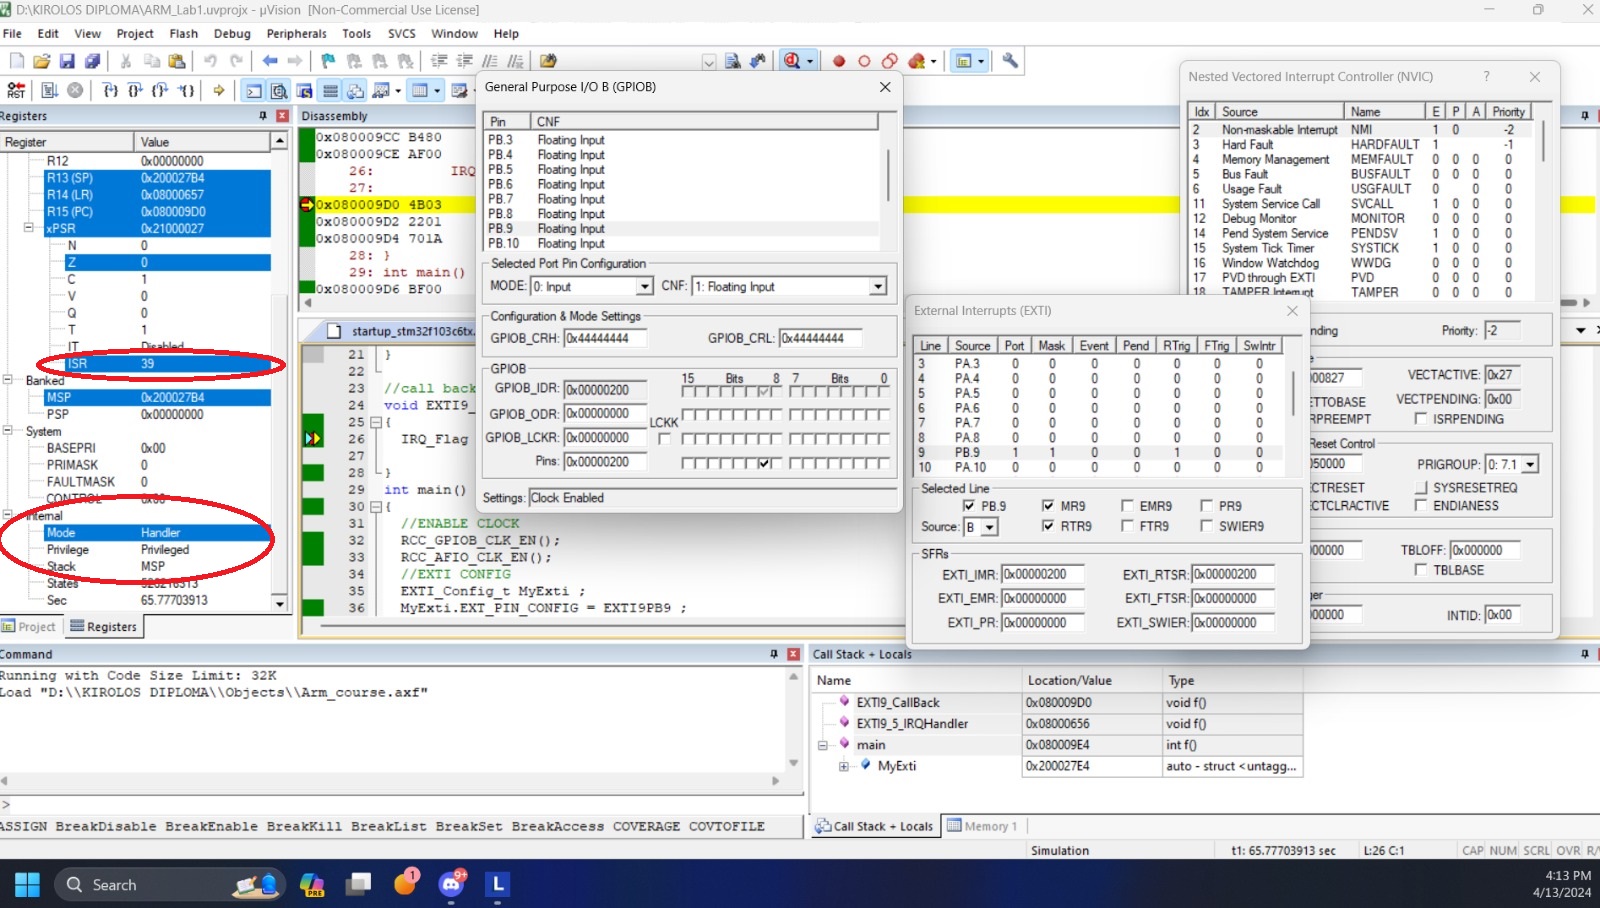 D:\KIROLOS DIPLOMA\ARM_Lab1.uvprojx - µVision [Non-Commercial Use License]
File Edit View Project Flash Debug Peripherals Tools SVCS Window Help
Registers
Register Value
R12 0x00000000
R13 (SP) 0x200027B4
R14 (LR) 0x08000657
R15 (PC) 0x080009D0
xPSR 0x21000027
N 0
Z 0
C 1
V 0
Q 0
T 1
IT Disabled
ISR 39
Banked
MSP 0x200027B4
PSP 0x00000000
System
BASEPRI 0x00
PRIMASK 0
FAULTMASK 0
CONTROL 0x00
Internal
Mode Handler
Privilege Privileged
Stack MSP
States
Sec 65.77703913
Project Registers
Disassembly
0x080009CC B480
0x080009CE AF00
26: IRQ
27:
0x080009D0 4B03
0x080009D2 2201
0x080009D4 701A
28: }
29: int main()
0x080009D6 BF00
startup_stm32f103c6tx.
21 }
22
23 //call back
24 void EXTI9_
25 {
26 IRQ_Flag
27
28 }
29 int main()
30 {
31 //ENABLE CLOCK
32 RCC_GPIOB_CLK_EN();
33 RCC_AFIO_CLK_EN();
34 //EXTI CONFIG
35 EXTI_Config_t MyExti ;
36 MyExti.EXT_PIN_CONFIG = EXTI9PB9 ;
General Purpose I/O B (GPIOB)
Pin CNF
PB.3 Floating Input
PB.4 Floating Input
PB.5 Floating Input
PB.6 Floating Input
PB.7 Floating Input
PB.8 Floating Input
PB.9 Floating Input
PB.10 Floating Input
Selected Port Pin Configuration
MODE: 0: Input CNF: 1: Floating Input
Configuration & Mode Settings
GPIOB_CRH: 0x44444444 GPIOB_CRL: 0x44444444
GPIOB
15 Bits 8 7 Bits 0
GPIOB_IDR: 0x00000200
GPIOB_ODR: 0x00000000
LCKK
GPIOB_LCKR: 0x00000000
Pins: 0x00000200
Settings: Clock Enabled
Nested Vectored Interrupt Controller (NVIC) ?
Idx Source Name E P A Priority
2 Non-maskable Interrupt NMI 1 0 -2
3 Hard Fault HARDFAULT 1 -1
4 Memory Management MEMFAULT 0 0 0 0
5 Bus Fault BUSFAULT 0 0 0 0
6 Usage Fault USGFAULT 0 0 0 0
11 System Service Call SVCALL 1 0 0 0
12 Debug Monitor MONITOR 0 0 0 0
14 Pend System Service PENDSV 1 0 0 0
15 System Tick Timer SYSTICK 1 0 0 0
16 Window Watchdog WWDG 0 0 0 0
17 PVD through EXTI PVD 0 0 0 0
18 TAMPER Interrupt TAMPER 0 0 0 0
nding Priority: -2
e
00827 VECTACTIVE: 0x27
ETTOBASE VECTPENDING: 0x00
RPREEMPT ISRPENDING
Reset Control
50000 PRIGROUP: 0: 7.1
CTRESET SYSRESETREQ
CTCLRACTIVE ENDIANESS
00000 TBLOFF: 0x000000
TBLBASE
ger
00000 INTID: 0x00
External Interrupts (EXTI)
Line Source Port Mask Event Pend RTrig FTrig SwIntr
3 PA.3 0 0 0 0 0 0 0
4 PA.4 0 0 0 0 0 0 0
5 PA.5 0 0 0 0 0 0 0
6 PA.6 0 0 0 0 0 0 0
7 PA.7 0 0 0 0 0 0 0
8 PA.8 0 0 0 0 0 0 0
9 PB.9 1 1 0 0 1 0 0
10 PA.10 0 0 0 0 0 0 0
Selected Line
PB.9 MR9 EMR9 PR9
Source: B RTR9 FTR9 SWIER9
SFRs
EXTI_IMR: 0x00000200 EXTI_RTSR: 0x00000200
EXTI_EMR: 0x00000000 EXTI_FTSR: 0x00000000
EXTI_PR: 0x00000000 EXTI_SWIER: 0x00000000
Command
Running with Code Size Limit: 32K
Load "D:\\KIROLOS DIPLOMA\\Objects\\Arm_course.axf"
>
ASSIGN BreakDisable BreakEnable BreakKill BreakList BreakSet BreakAccess COVERAGE COVTOFILE
Call Stack + Locals
Name Location/Value Type
EXTI9_CallBack 0x080009D0 void f()
EXTI9_5_IRQHandler 0x08000656 void f()
main 0x080009E4 int f()
MyExti 0x200027E4 auto - struct <untagg...
Call Stack + Locals Memory 1
Simulation t1: 65.77703913 sec L:26 C:1 CAP NUM SCRL OVR R/
Search
PRE
1
9+
L
4:13 PM
4/13/2024